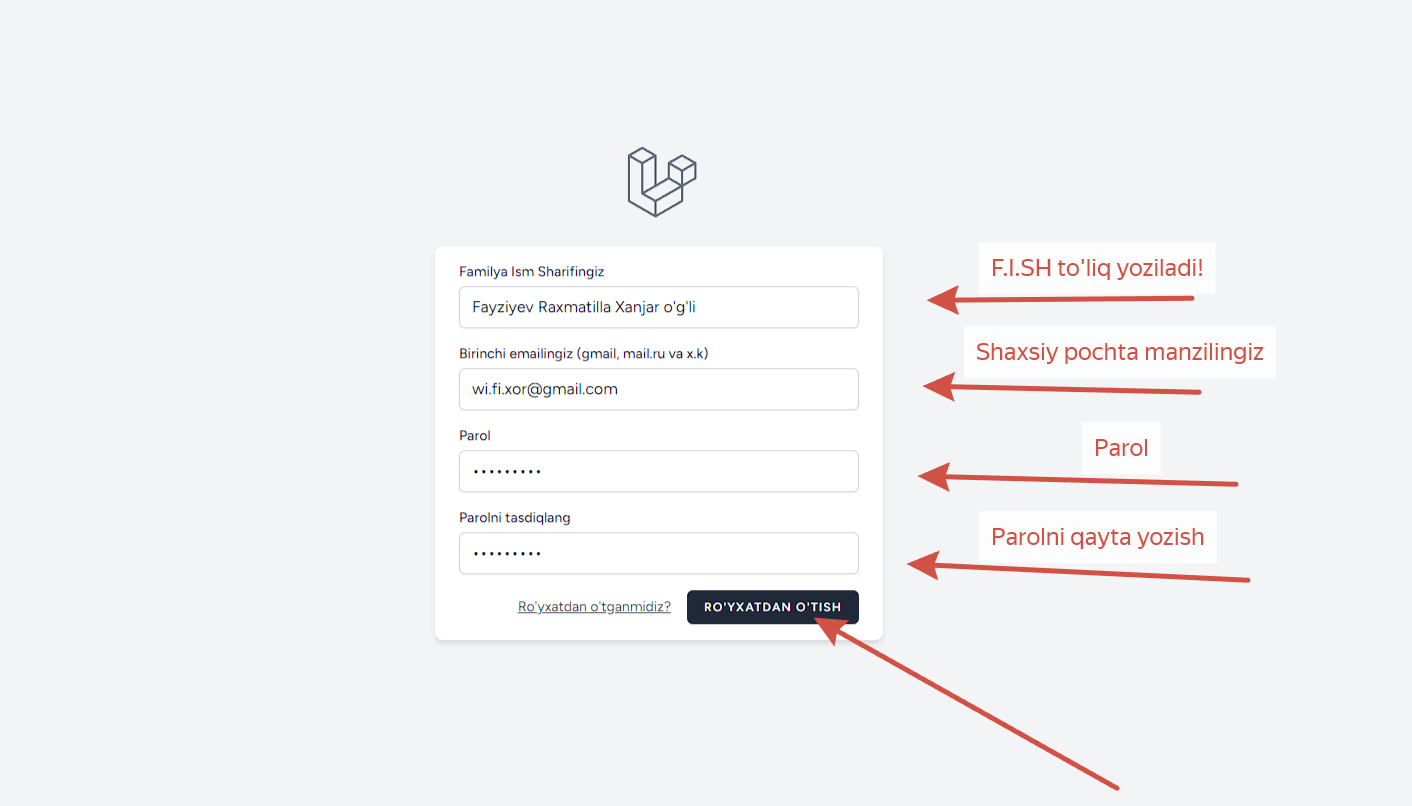 Familya Ism Sharifingiz
F.I.SH to'liq yoziladi!
Fayziyev Raxmatilla Xanjar o'g'li
Birinchi emailingiz (gmail, mail.ru va x.k)
Shaxsiy pochta manzilingiz
wi.fi.xor@gmail.com
Parol
Parol
•••••••••
Parolni tasdiqlang
Parolni qayta yozish
•••••••••
Ro'yxatdan o'tganmidiz?
RO'YXATDAN O'TISH